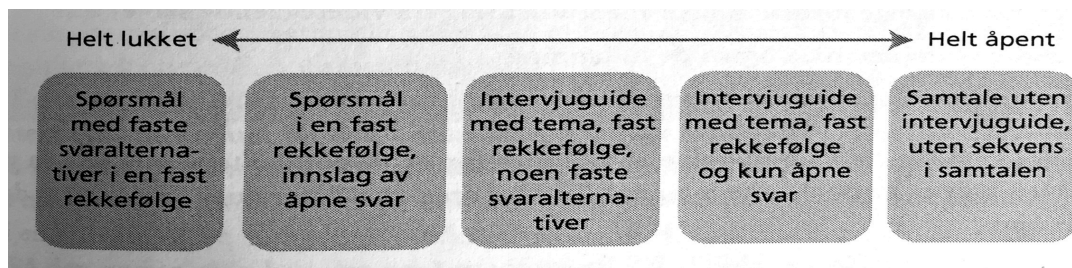 Helt lukket
Helt åpent
Spørsmål
med faste
svaralterna-
tiver i en fast
rekkefølge
Spørsmål
i en fast
rekkefølge,
innslag av
åpne svar
Intervjuguide
med tema, fast
rekkefølge,
noen faste
svaralterna-
tiver
Intervjuguide
med tema, fast
rekkefølge
og kun åpne
svar
Samtale uten
intervjuguide,
uten sekvens
i samtalen